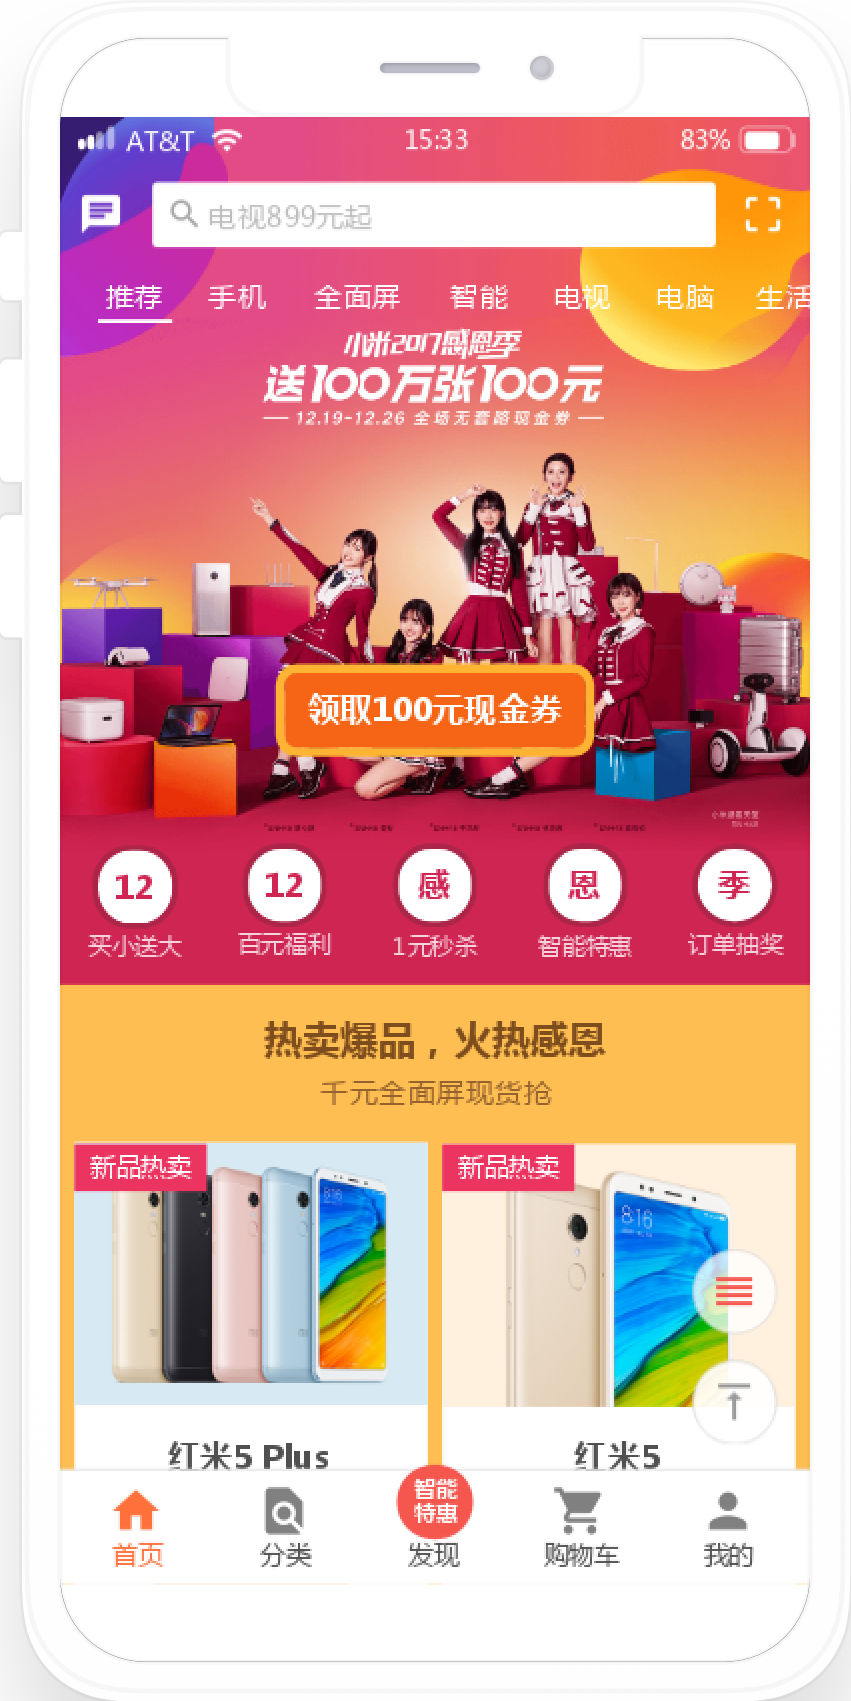 AT&T 15:33 83%
电视899元起
推荐 手机 全面屏 智能 电视 电脑 生活
小米2017感恩季
送100万张100元
12.19-12.26 全场无套路现金券
领取100元现金券
12 12 感 恩 季
买小送大 百元福利 1元秒杀 智能特惠 订单抽奖
热卖爆品，火热感恩
千元全面屏现货抢
新品热卖 新品热卖
8:16 8:16
红米5 Plus 红米5
智能
特惠
首页 分类 发现 购物车 我的